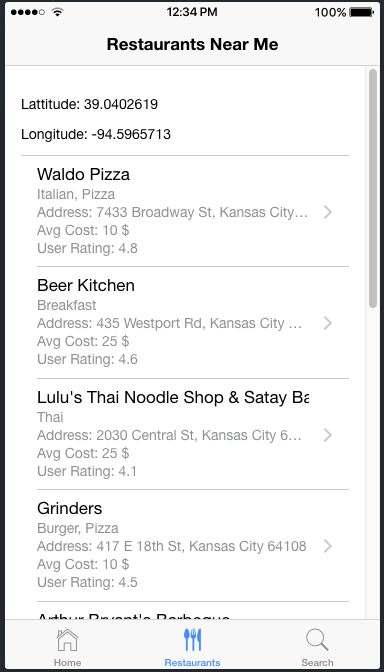 12:34 PM 100%
Restaurants Near Me
Lattitude: 39.0402619
Longitude: -94.5965713
Waldo Pizza
Italian, Pizza
Address: 7433 Broadway St, Kansas City...
Avg Cost: 10 $
User Rating: 4.8
Beer Kitchen
Breakfast
Address: 435 Westport Rd, Kansas City ...
Avg Cost: 25 $
User Rating: 4.6
Lulu's Thai Noodle Shop & Satay Ba
Thai
Address: 2030 Central St, Kansas City 6...
Avg Cost: 25 $
User Rating: 4.1
Grinders
Burger, Pizza
Address: 417 E 18th St, Kansas City 64108
Avg Cost: 10 $
User Rating: 4.5
Arthur Bryant's Barbeque
Home Restaurants Search